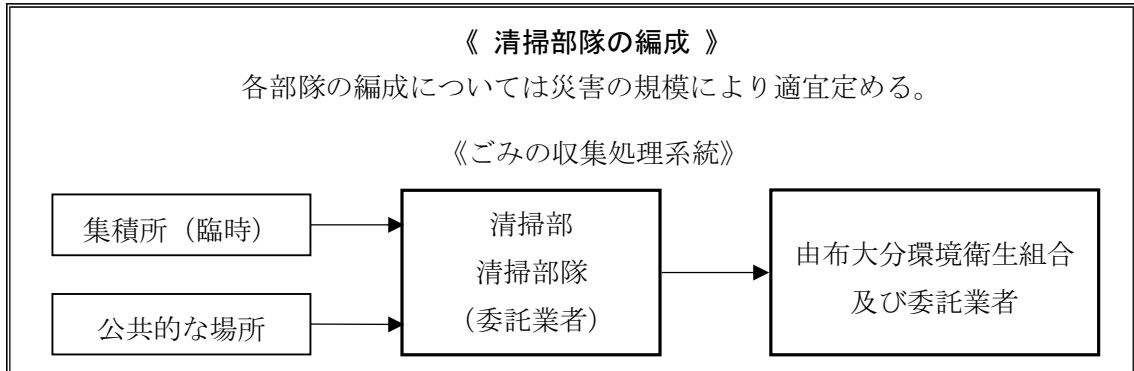 《 清掃部隊の編成 》
各部隊の編成については災害の規模により適宜定める。
《ごみの収集処理系統》
集積所（臨時）
公共的な場所
清掃部
清掃部隊
（委託業者）
由布大分環境衛生組合
及び委託業者